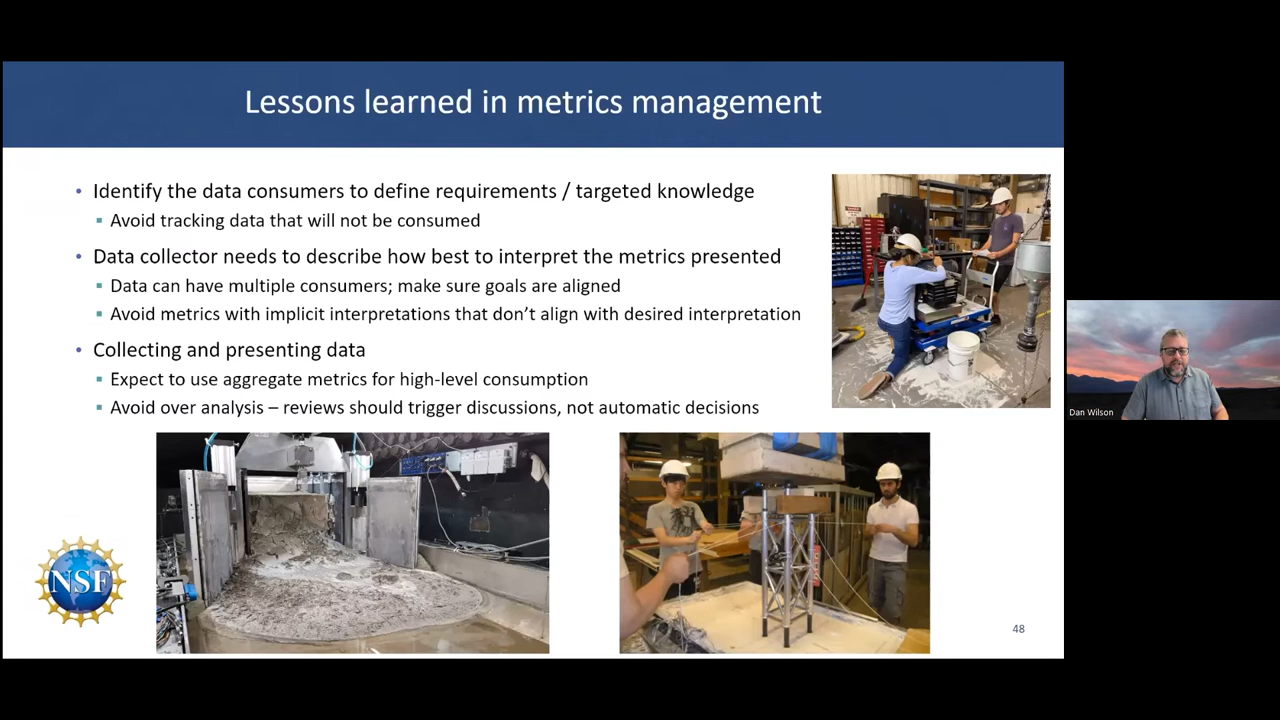 Lessons learned in metrics management
Identify the data consumers to define requirements / targeted knowledge
Avoid tracking data that will not be consumed
Data collector needs to describe how best to interpret the metrics presented
Data can have multiple consumers; make sure goals are aligned
Avoid metrics with implicit interpretations that don't align with desired interpretation
Collecting and presenting data
Expect to use aggregate metrics for high-level consumption
Avoid over analysis – reviews should trigger discussions, not automatic decisions
NSF
48
Dan Wilson